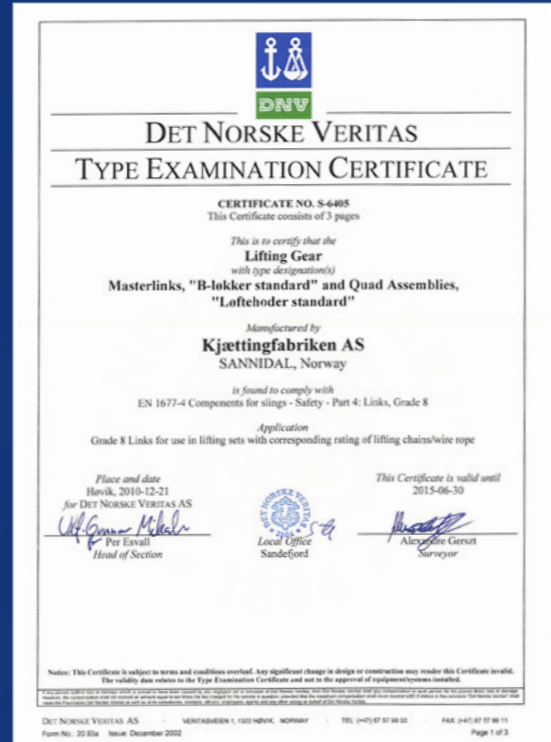 DNV
DET NORSKE VERITAS
TYPE EXAMINATION CERTIFICATE
CERTIFICATE NO. S-6405
This Certificate consists of 3 pages
This is to certify that the
Lifting Gear
with type designation(s)
Masterlinks, "B-løkker standard" and Quad Assemblies,
"Løftehoder standard"
Manufactured by
Kjættingfabriken AS
SANNIDAL, Norway
is found to comply with
EN 1677-4 Components for slings - Safety - Part 4: Links, Grade 8
Application
Grade 8 Links for use in lifting sets with corresponding rating of lifting chains/wire rope
Place and date
Høvik, 2010-12-21
for DET NORSKE VERITAS AS
Per Esvall
Head of Section
DET NORSKE VERITAS
Local Office
Sandefjord
This Certificate is valid until
2015-06-30
Alexandre Gerszt
Surveyor
Notice: This Certificate is subject to terms and conditions overleaf. Any significant change in design or construction may render this Certificate invalid.
The validity date relates to the Type Examination Certificate and not to the approval of equipment/systems installed.
DET NORSKE VERITAS AS VERITASVEIEN 1, 1322 HØVIK, NORWAY TEL: (+47) 67 57 99 00 FAX: (+47) 67 57 99 11
Form No.: 20.93a Issue: December 2002 Page 1 of 3